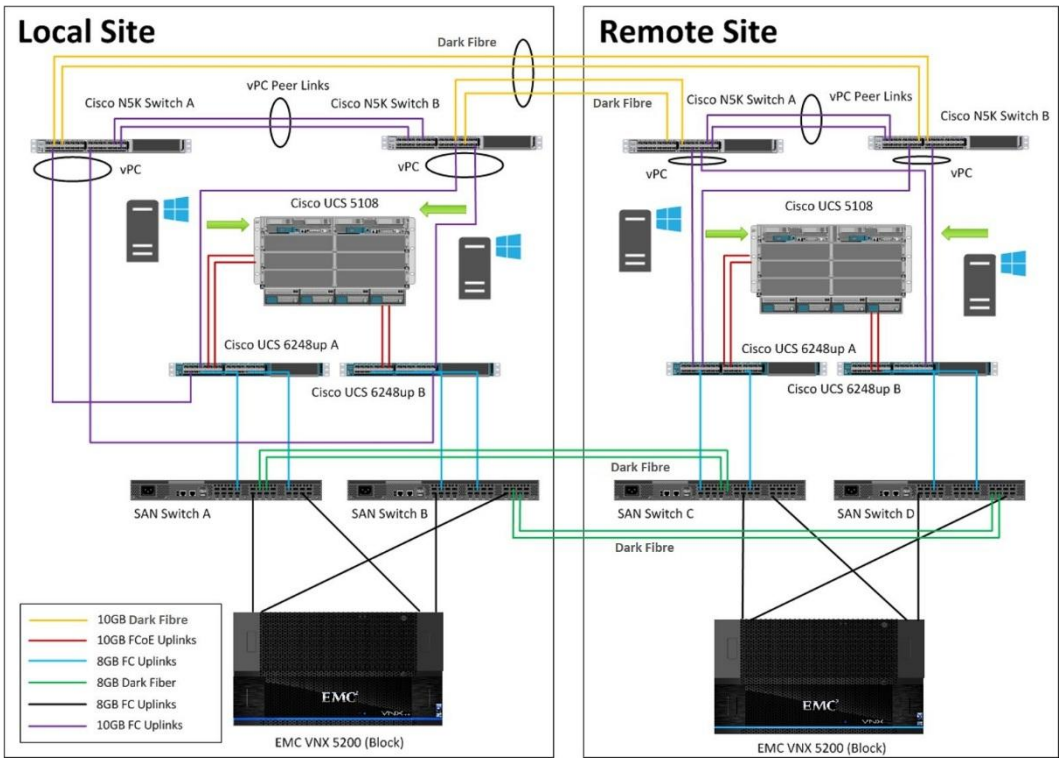 Local Site
Remote Site
Dark Fibre
vPC Peer Links
Cisco N5K Switch A
Cisco N5K Switch B
Dark Fibre
Cisco N5K Switch A
vPC Peer Links
Cisco N5K Switch B
vPC
vPC
vPC
vPC
Cisco UCS 5108
Cisco UCS 5108
Cisco UCS 6248up A
Cisco UCS 6248up B
Cisco UCS 6248up A
Cisco UCS 6248up B
Dark Fibre
SAN Switch A
SAN Switch B
SAN Switch C
SAN Switch D
Dark Fibre
10GB Dark Fibre
10GB FCoE Uplinks
8GB FC Uplinks
8GB Dark Fiber
8GB FC Uplinks
10GB FC Uplinks
EMC²
VNX
EMC VNX 5200 (Block)
EMC²
VNX
EMC VNX 5200 (Block)